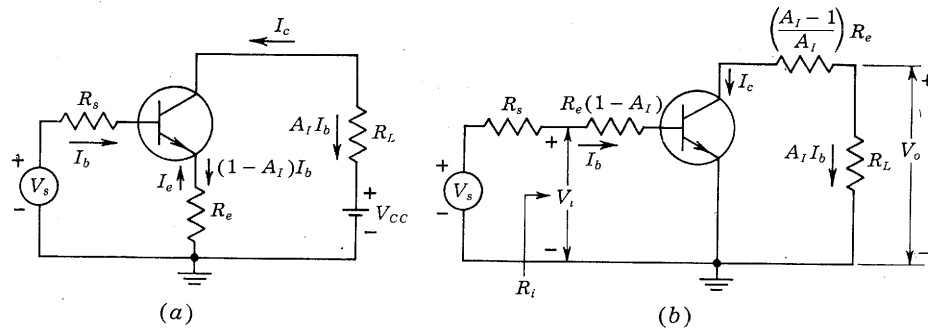 I_c
R_s
I_b
+
V_s
-
I_e
(1-A_I)I_b
R_e
A_I I_b
R_L
+
V_CC
-
(a)
((A_I - 1)/A_I) R_e
R_s
R_e(1-A_I)
I_b
I_c
+
V_s
-
+
V_i
-
R_i
A_I I_b
R_L
+
V_o
-
(b)